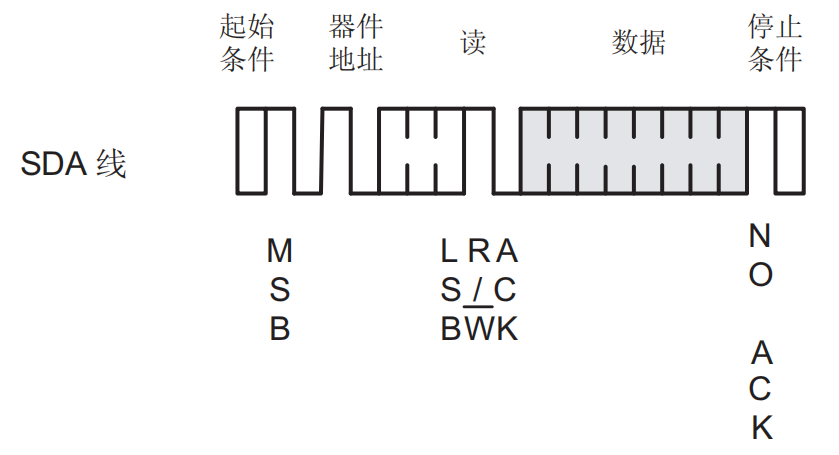 起始 器件 读 数据 停止
条件 地址 条件
SDA 线
M L R A N
S S / C O
B B W K
A
C
K